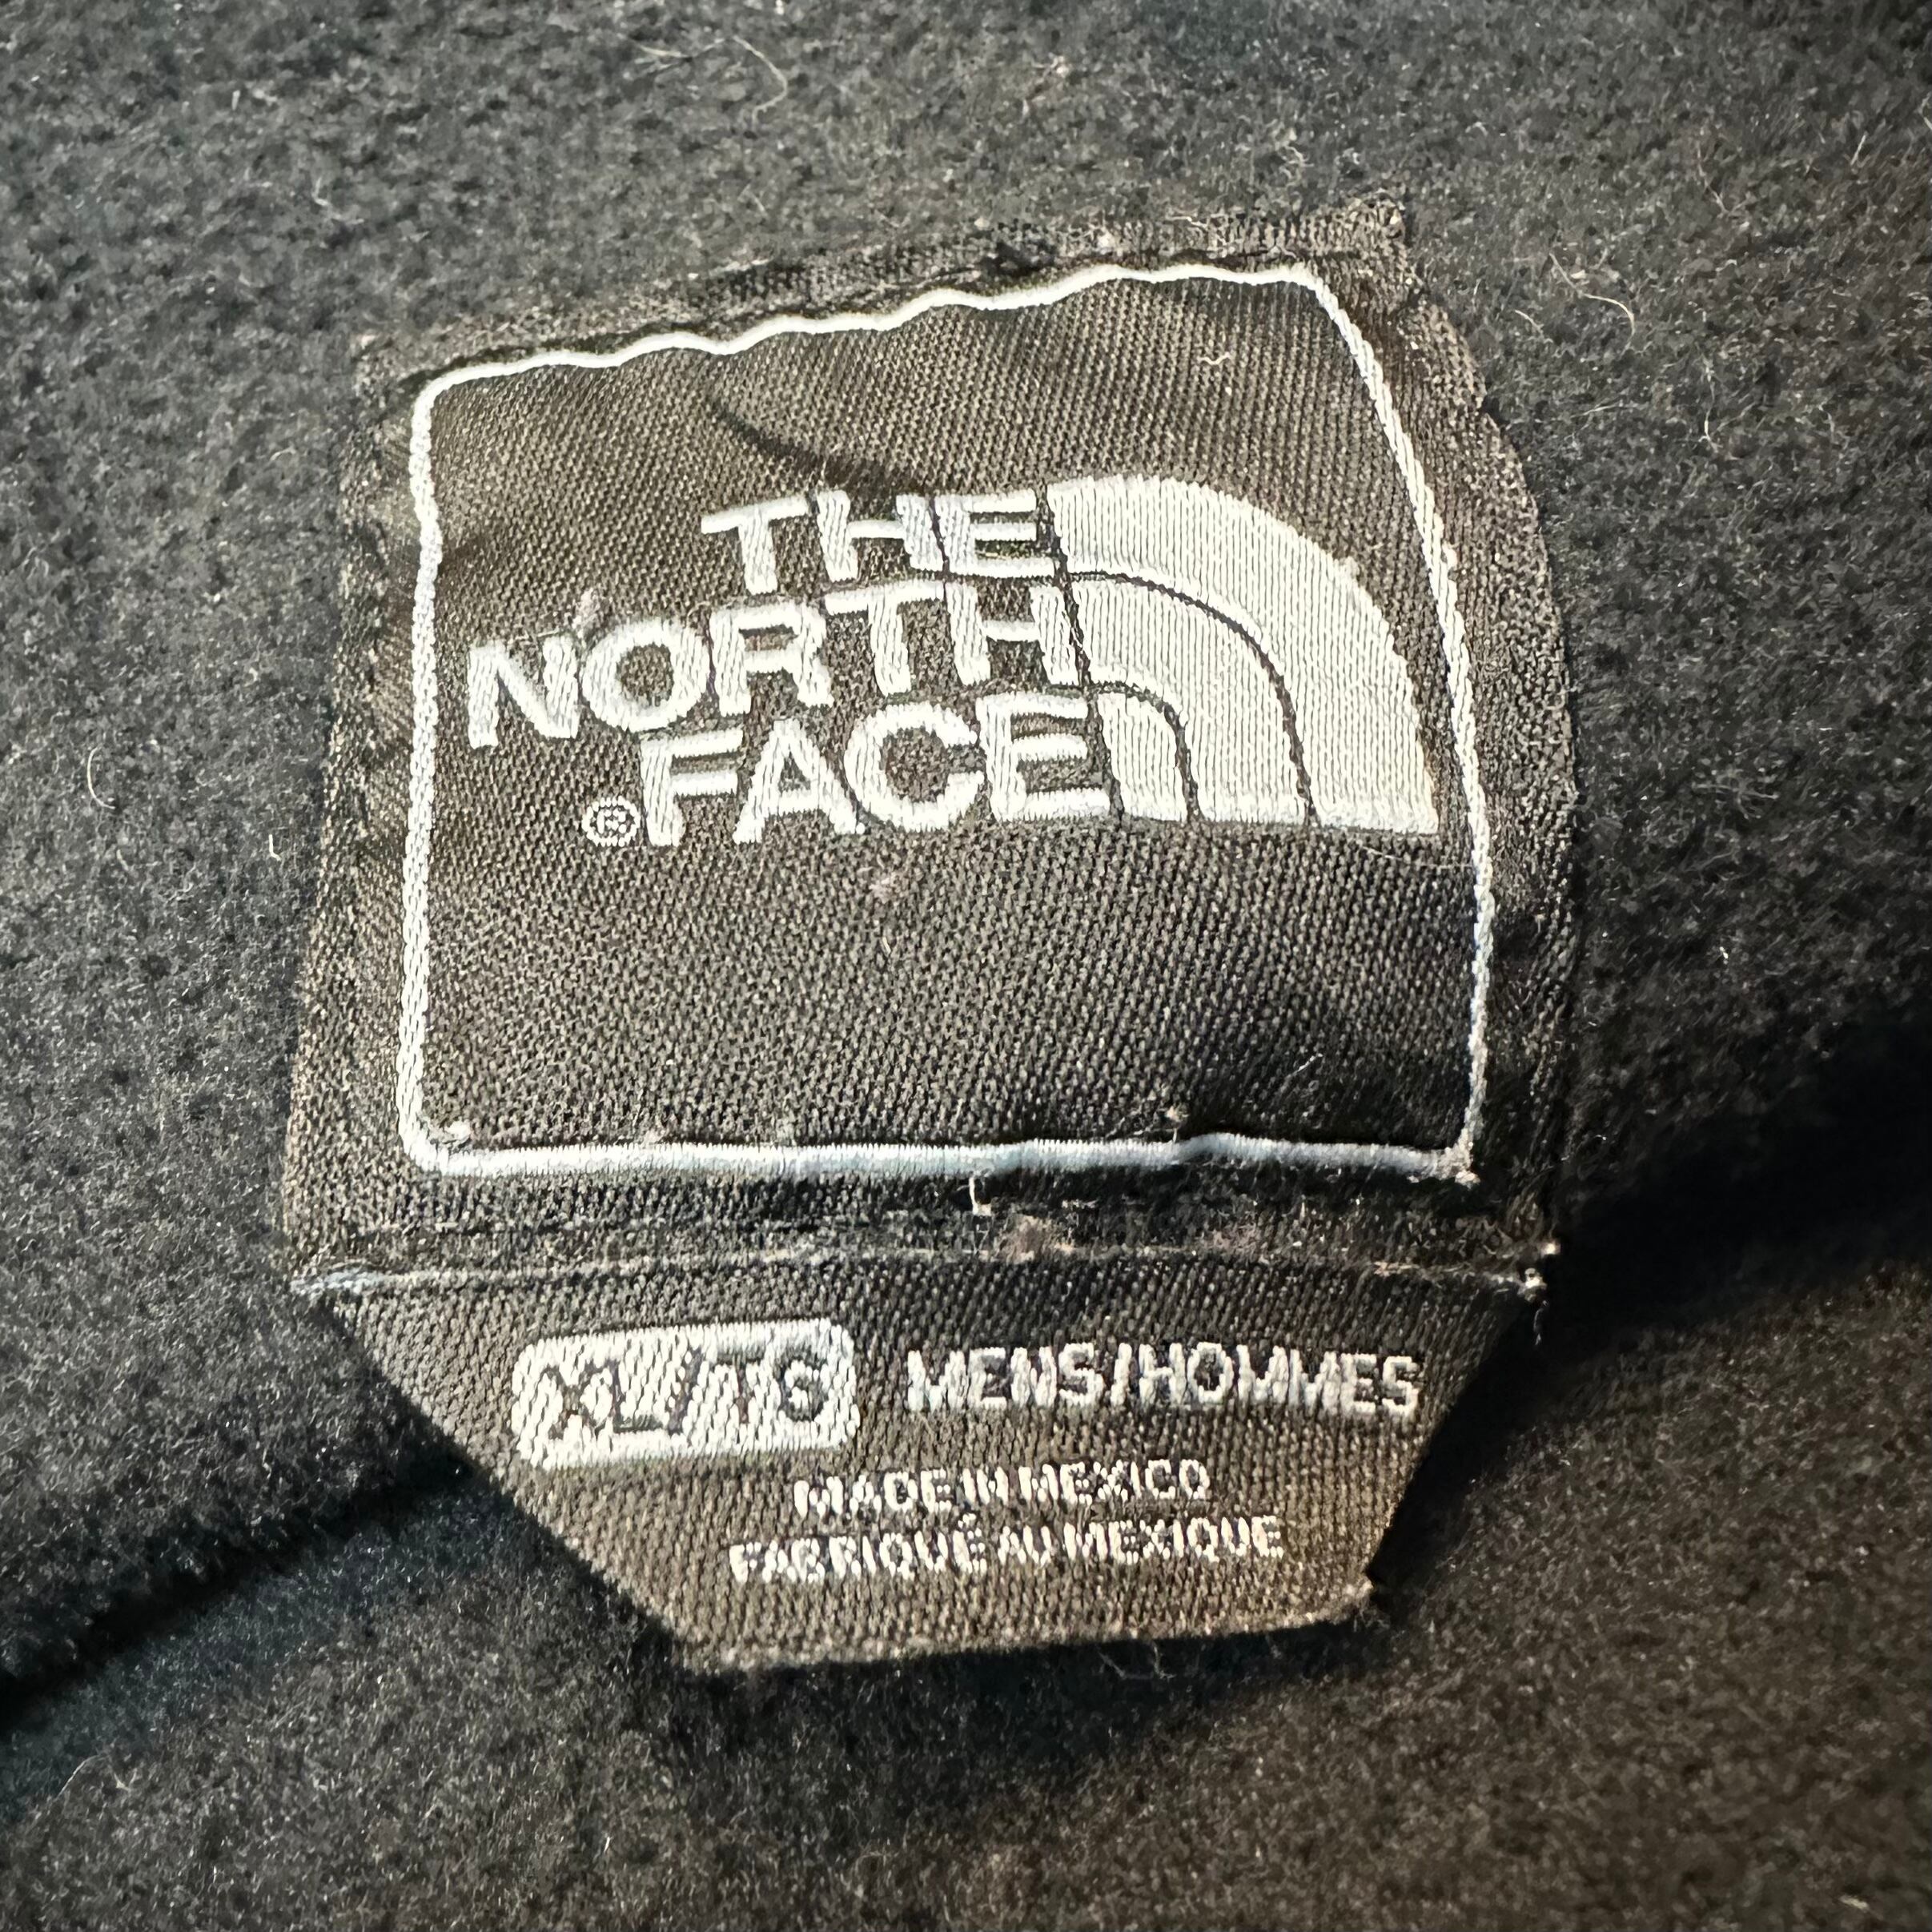 THE
NORTH
®FACE
XL/TG MENS/HOMMES
MADE IN MEXICO
FABRIQUÉ AU MEXIQUE